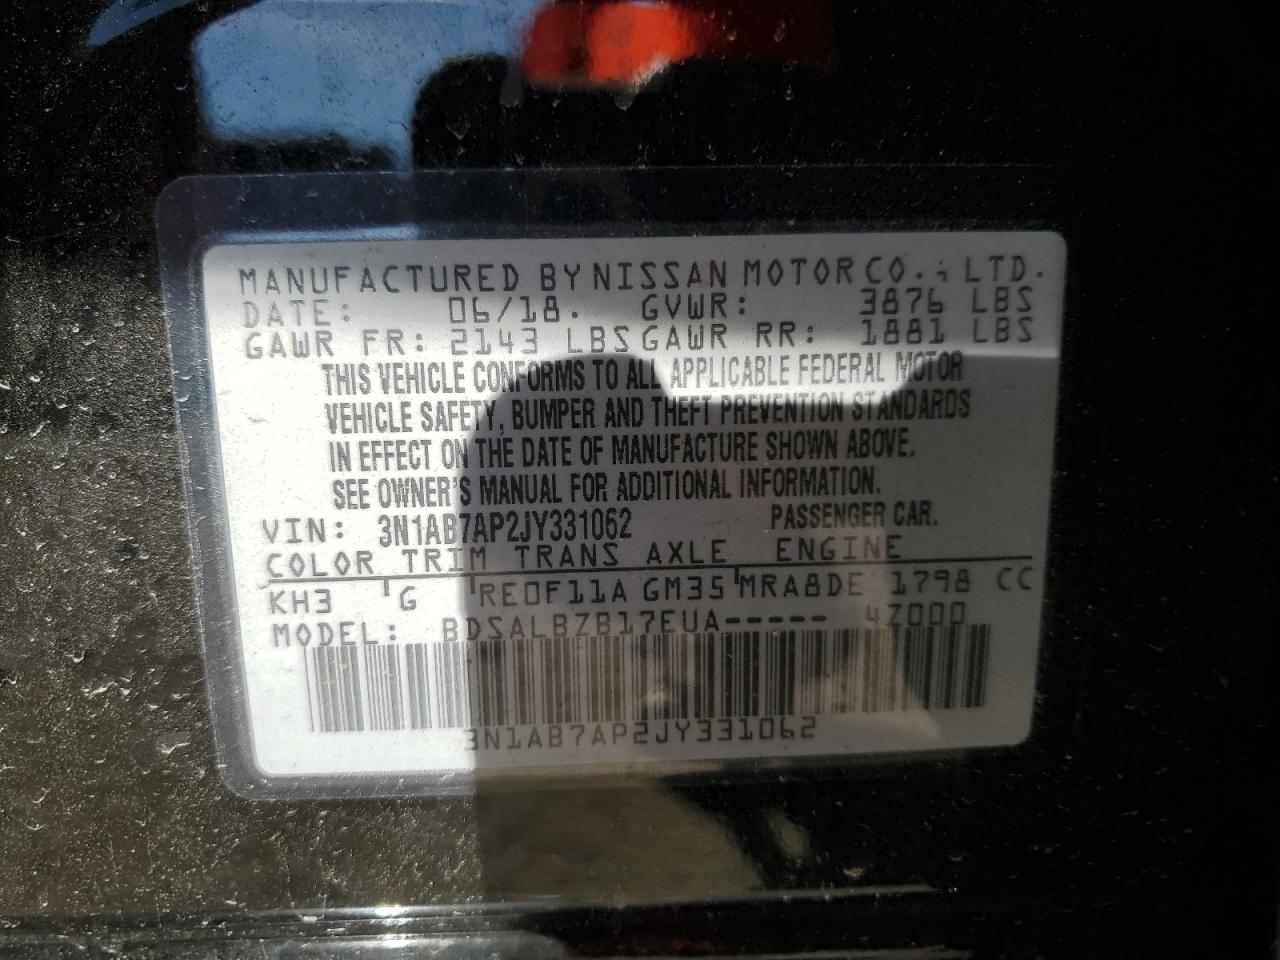 MANUFACTURED BY NISSAN MOTOR CO., LTD.
DATE: 06/18. GVWR: 3876 LBS
GAWR FR: 2143 LBS GAWR RR: 1881 LBS
THIS VEHICLE CONFORMS TO ALL APPLICABLE FEDERAL MOTOR
VEHICLE SAFETY, BUMPER AND THEFT PREVENTION STANDARDS
IN EFFECT ON THE DATE OF MANUFACTURE SHOWN ABOVE.
SEE OWNER'S MANUAL FOR ADDITIONAL INFORMATION.
VIN: 3N1AB7AP2JY331062 PASSENGER CAR.
COLOR TRIM TRANS AXLE ENGINE
KH3 G RE0F11A GM35 MRA8DE 1798 CC
MODEL: BDSALBZB17EUA----- 4Z000
3N1AB7AP2JY331062